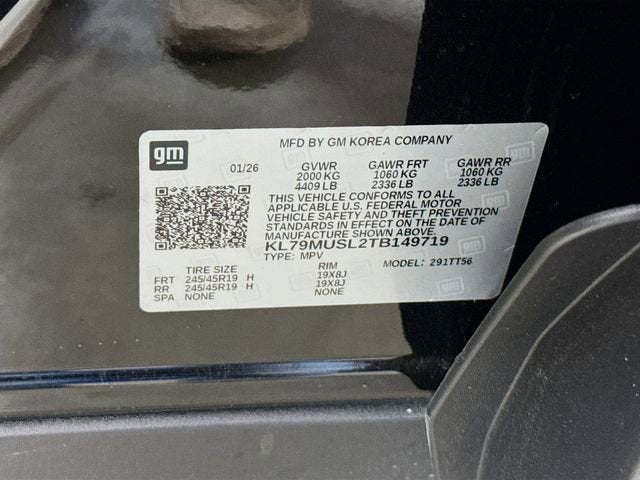 gm
MFD BY GM KOREA COMPANY
01/26 GVWR GAWR FRT GAWR RR
2000 KG 1060 KG 1060 KG
4409 LB 2336 LB 2336 LB
THIS VEHICLE CONFORMS TO ALL
APPLICABLE U.S. FEDERAL MOTOR
VEHICLE SAFETY AND THEFT PREVENTION
STANDARDS IN EFFECT ON THE DATE OF
MANUFACTURE SHOWN ABOVE.
KL79MUSL2TB149719
TYPE: MPV MODEL: 291TT56
TIRE SIZE RIM
FRT 245/45R19 H 19X8J
RR 245/45R19 H 19X8J
SPA NONE NONE